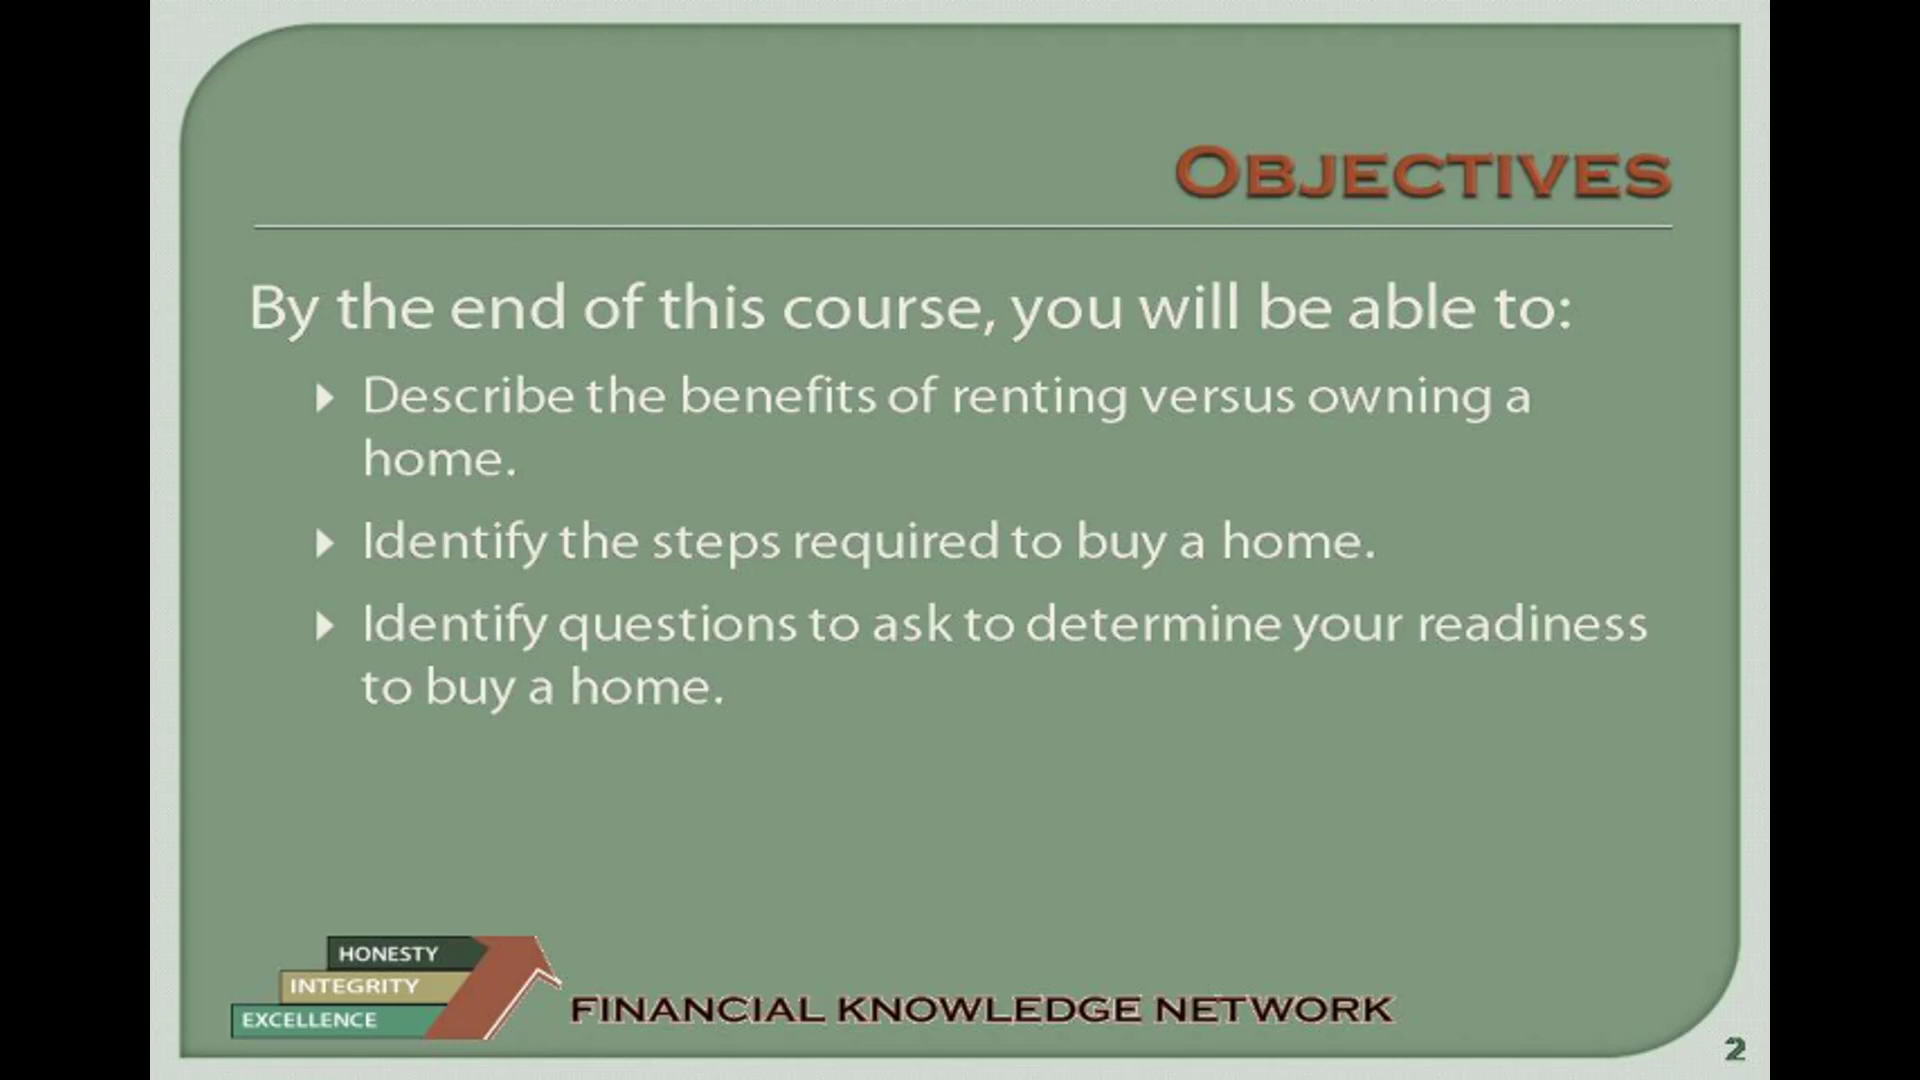 OBJECTIVES
By the end of this course, you will be able to:
Describe the benefits of renting versus owning a
home.
Identify the steps required to buy a home.
Identify questions to ask to determine your readiness
to buy a home.
HONESTY
INTEGRITY
EXCELLENCE
FINANCIAL KNOWLEDGE NETWORK
2